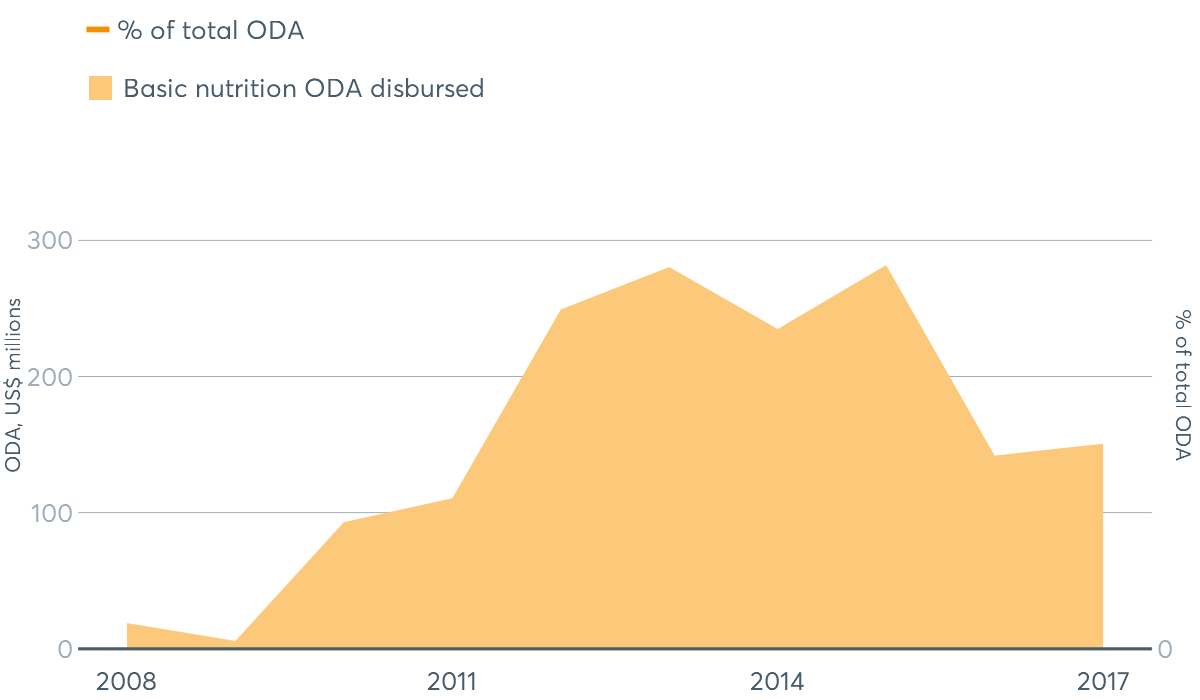 % of total ODA
Basic nutrition ODA disbursed
300
200
100
0
0
ODA, US$ millions
% of total ODA
2008 2011 2014 2017